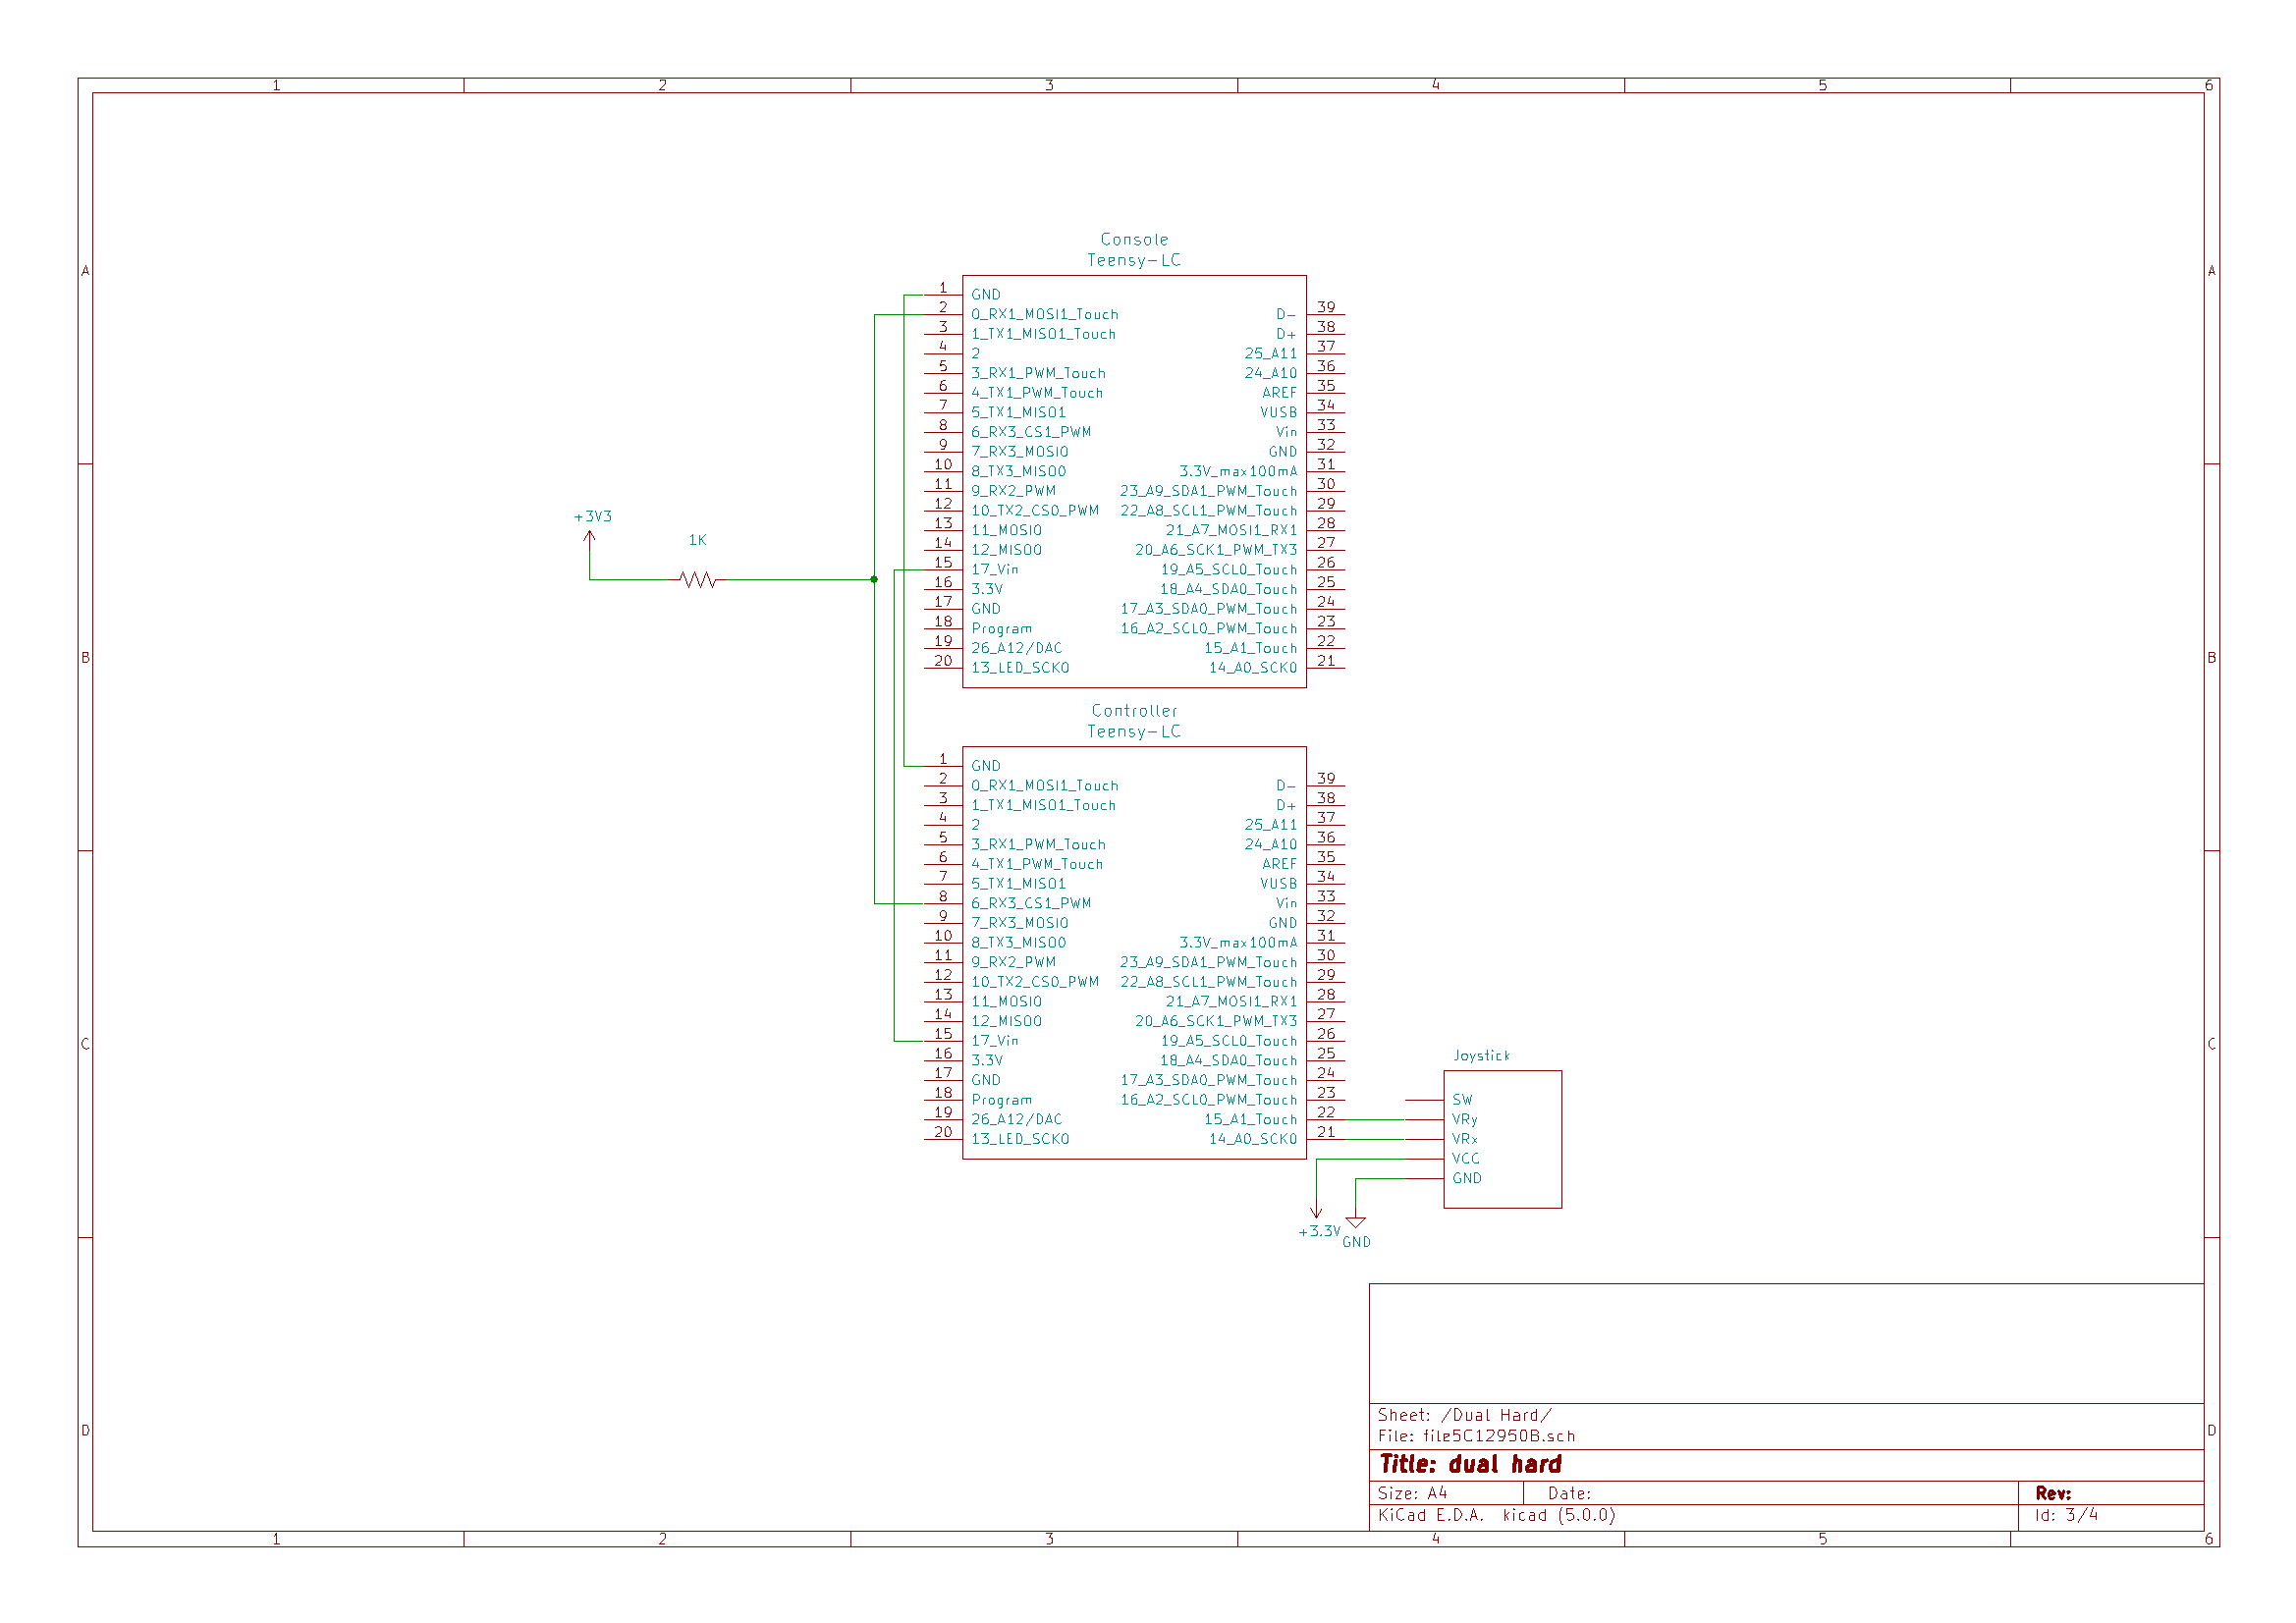 1 2 3 4 5 6
A A
Console
Teensy-LC
1 GND
2 0_RX1_MOSI1_Touch D- 39
3 1_TX1_MISO1_Touch D+ 38
4 2 25_A11 37
5 3_RX1_PWM_Touch 24_A10 36
6 4_TX1_PWM_Touch AREF 35
7 5_TX1_MISO1 VUSB 34
8 6_RX3_CS1_PWM Vin 33
9 7_RX3_MOSI0 GND 32
10 8_TX3_MISO0 3.3V_max100mA 31
11 9_RX2_PWM 23_A9_SDA1_PWM_Touch 30
12 10_TX2_CS0_PWM 22_A8_SCL1_PWM_Touch 29
13 11_MOSI0 21_A7_MOSI1_RX1 28
14 12_MISO0 20_A6_SCK1_PWM_TX3 27
15 17_Vin 19_A5_SCL0_Touch 26
16 3.3V 18_A4_SDA0_Touch 25
17 GND 17_A3_SDA0_PWM_Touch 24
18 Program 16_A2_SCL0_PWM_Touch 23
19 26_A12/DAC 15_A1_Touch 22
20 13_LED_SCK0 14_A0_SCK0 21
+3V3
1K
B B
Controller
Teensy-LC
1 GND
2 0_RX1_MOSI1_Touch D- 39
3 1_TX1_MISO1_Touch D+ 38
4 2 25_A11 37
5 3_RX1_PWM_Touch 24_A10 36
6 4_TX1_PWM_Touch AREF 35
7 5_TX1_MISO1 VUSB 34
8 6_RX3_CS1_PWM Vin 33
9 7_RX3_MOSI0 GND 32
10 8_TX3_MISO0 3.3V_max100mA 31
11 9_RX2_PWM 23_A9_SDA1_PWM_Touch 30
12 10_TX2_CS0_PWM 22_A8_SCL1_PWM_Touch 29
13 11_MOSI0 21_A7_MOSI1_RX1 28
14 12_MISO0 20_A6_SCK1_PWM_TX3 27
15 17_Vin 19_A5_SCL0_Touch 26
16 3.3V 18_A4_SDA0_Touch 25
17 GND 17_A3_SDA0_PWM_Touch 24
18 Program 16_A2_SCL0_PWM_Touch 23
19 26_A12/DAC 15_A1_Touch 22
20 13_LED_SCK0 14_A0_SCK0 21
C C
Joystick
SW
VRy
VRx
VCC
GND
+3.3V
GND
D D
Sheet: /Dual Hard/
File: file5C12950B.sch
Title: dual hard
Size: A4 Date: Rev:
KiCad E.D.A. kicad (5.0.0) Id: 3/4
1 2 3 4 5 6